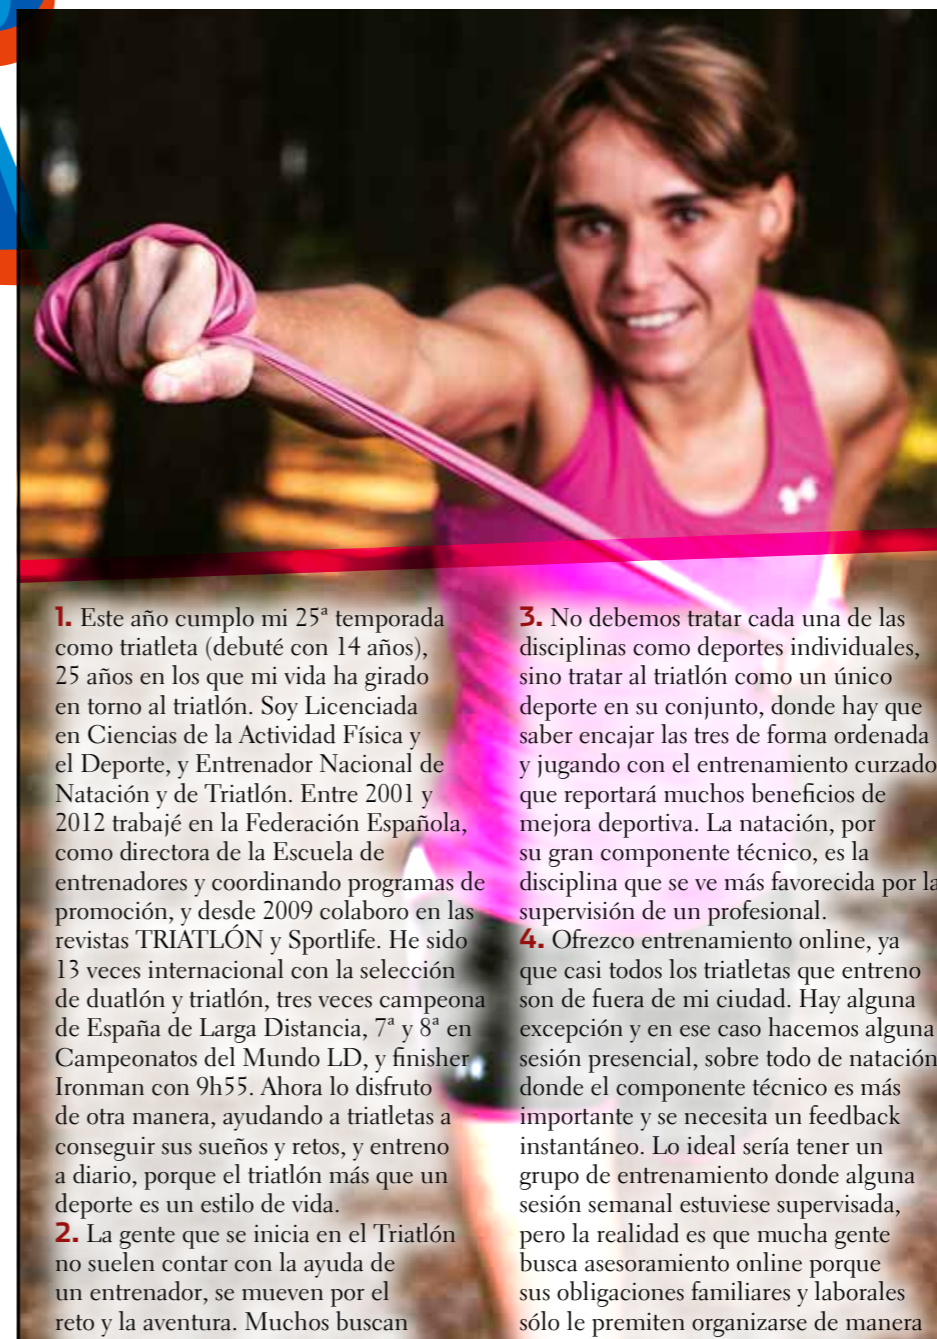 1. Este año cumplo mi 25ª temporada
como triatleta (debuté con 14 años),
25 años en los que mi vida ha girado
en torno al triatlón. Soy Licenciada
en Ciencias de la Actividad Física y
el Deporte, y Entrenador Nacional de
Natación y de Triatlón. Entre 2001 y
2012 trabajé en la Federación Española,
como directora de la Escuela de
entrenadores y coordinando programas de
promoción, y desde 2009 colaboro en las
revistas TRIATLÓN y Sportlife. He sido
13 veces internacional con la selección
de duatlón y triatlón, tres veces campeona
de España de Larga Distancia, 7ª y 8ª en
Campeonatos del Mundo LD, y finisher
Ironman con 9h55. Ahora lo disfruto
de otra manera, ayudando a triatletas a
conseguir sus sueños y retos, y entreno
a diario, porque el triatlón más que un
deporte es un estilo de vida.
2. La gente que se inicia en el Triatlón
no suelen contar con la ayuda de
un entrenador, se mueven por el
reto y la aventura. Muchos buscan
3. No debemos tratar cada una de las
disciplinas como deportes individuales,
sino tratar al triatlón como un único
deporte en su conjunto, donde hay que
saber encajar las tres de forma ordenada
y jugando con el entrenamiento curzado
que reportará muchos beneficios de
mejora deportiva. La natación, por
su gran componente técnico, es la
disciplina que se ve más favorecida por la
supervisión de un profesional.
4. Ofrezco entrenamiento online, ya
que casi todos los triatletas que entreno
son de fuera de mi ciudad. Hay alguna
excepción y en ese caso hacemos alguna
sesión presencial, sobre todo de natación
donde el componente técnico es más
importante y se necesita un feedback
instantáneo. Lo ideal sería tener un
grupo de entrenamiento donde alguna
sesión semanal estuviese supervisada,
pero la realidad es que mucha gente
busca asesoramiento online porque
sus obligaciones familiares y laborales
sólo le premiten organizarse de manera